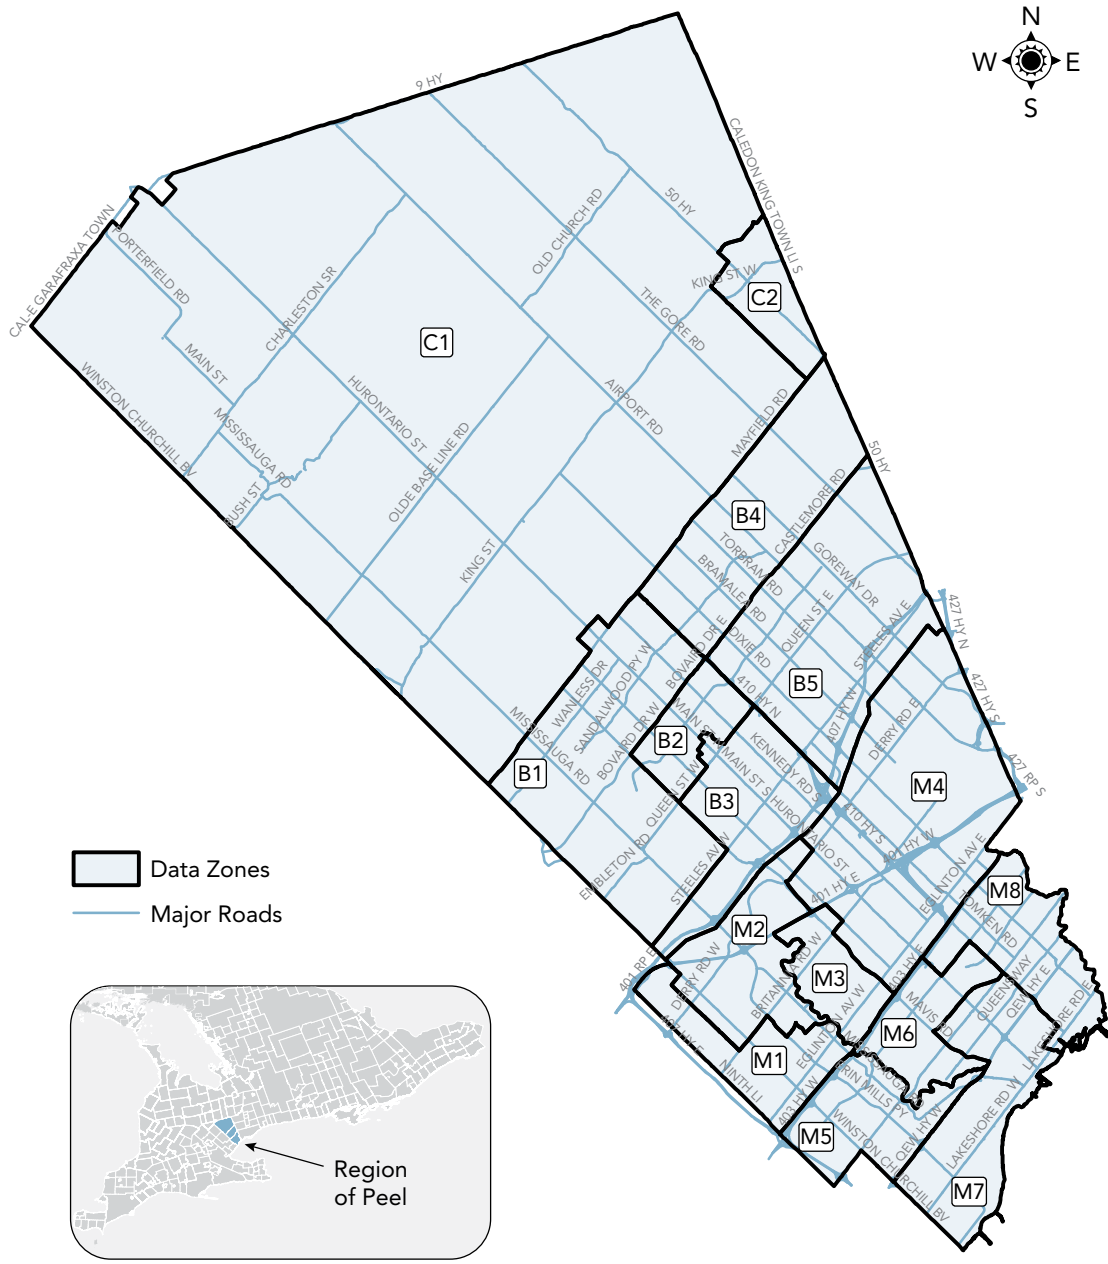 N
W E
S
9 HY
CALEDON KING TOWN LI S
50 HY
OLD CHURCH RD
CAL-E GARAFRAXA TOWN
PORTERFIELD RD
KING ST W
C2
CHARLESTON SR
THE GORE RD
C1
MAIN ST
WINSTON CHURCHILL BV
HURONTARIO ST
AIRPORT RD
MISSISSAUGA RD
MAYFIELD RD
OLDE BASE LINE RD
50 HY
BUSH ST
CASTLEMORE RD
B4
KING ST
TORBRAM RD
GOREWAY DR
BRAMALEA RD
QUEEN ST E
427 HY N
STEELES AV E
DIXIE RD
BOVAIRD DR E
WANLESS DR
SANDALWOOD PY W
B5
410 HY N
427 HY S
MISSISSAUGA RD
BOVARD DR W
MAIN ST N
407 HY W
DERRY RD E
B2
KENNEDY RD S
B1
MAIN ST S
427 RP S
QUEEN ST W
B3
M4
HURONTARIO ST E
410 HY S
401 HY W
EMBLETON RD
STEELES AV W
401 HY E
EGLINTON AV E
Data Zones
M8
TOMKEN RD
Major Roads
M2
401 RP E
DERRY RD W
BRITANNIA RD W
M3
403 HY E
QUEENSWAY
QEW HY E
LAKESHORE RD E
407 HY E
EGLINTON AV W
MAVIS RD
M6
M1
NINTH LI
ERIN MILLS PY
403 HY W
M5
WINSTON CHURCHILL BV
QEW HY W
LAKESHORE RD W
M7
Region
of Peel